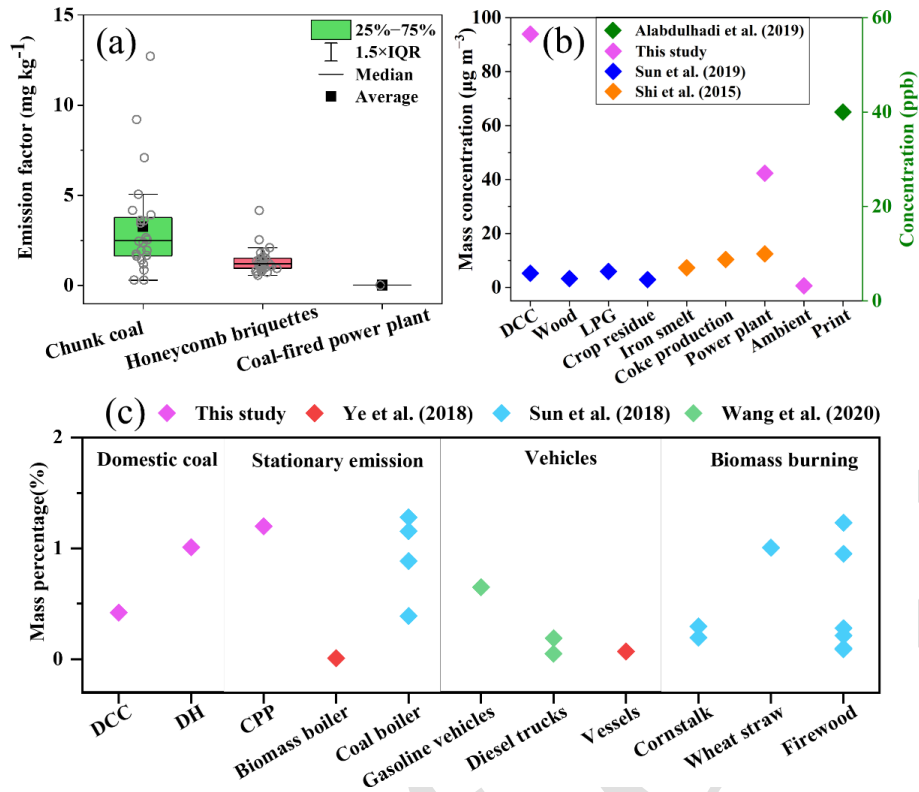 (a)
25%−75%
1.5×IQR
Median
Average
Emission factor (mg kg⁻¹)
15
10
5
0
Chunk coal
Honeycomb briquettes
Coal-fired power plant
(b)
Alabdulhadi et al. (2019)
This study
Sun et al. (2019)
Shi et al. (2015)
Mass concentration (µg m⁻³)
100
80
60
40
20
0
Concentration (ppb)
60
40
20
0
DCC
Wood
LPG
Crop residue
Iron smelt
Coke production
Power plant
Ambient
Print
(c)
This study
Ye et al. (2018)
Sun et al. (2018)
Wang et al. (2020)
Mass percentage(%)
2
1
0
Domestic coal
Stationary emission
Vehicles
Biomass burning
DCC
DH
CPP
Biomass boiler
Coal boiler
Gasoline vehicles
Diesel trucks
Vessels
Cornstalk
Wheat straw
Firewood